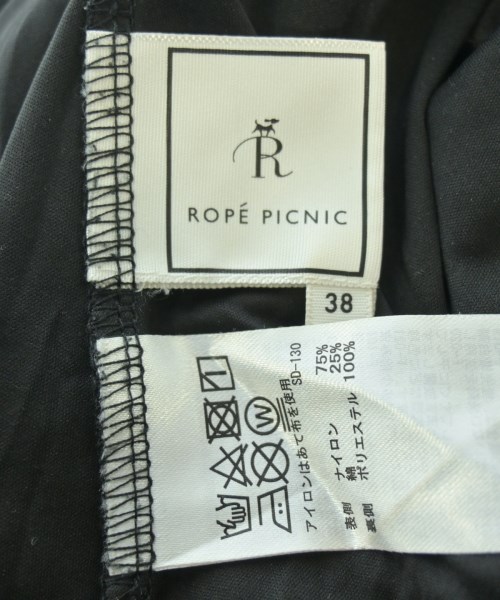 R
ROPÉ PICNIC
38
W
アイロンはあて布を使用
SD-130
表側 ナイロン 75%
綿 25%
裏側 ポリエステル 100%